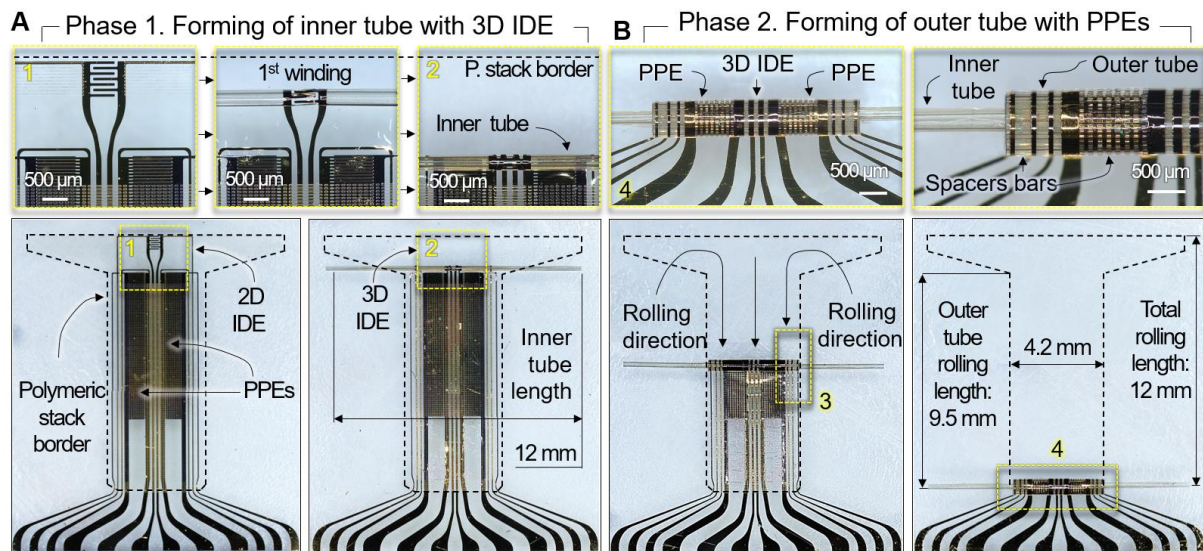 A Phase 1. Forming of inner tube with 3D IDE
1
500 µm
1st winding
500 µm
2 P. stack border
Inner tube
500 µm
1
2D
IDE
PPEs
Polymeric
stack
border
2
3D
IDE
Inner
tube
length
12 mm
B Phase 2. Forming of outer tube with PPEs
PPE 3D IDE PPE
4
500 µm
Inner
tube
Outer tube
Spacers bars
500 µm
Rolling
direction
Rolling
direction
3
Outer
tube
rolling
length:
9.5 mm
4.2 mm
Total
rolling
length:
12 mm
4